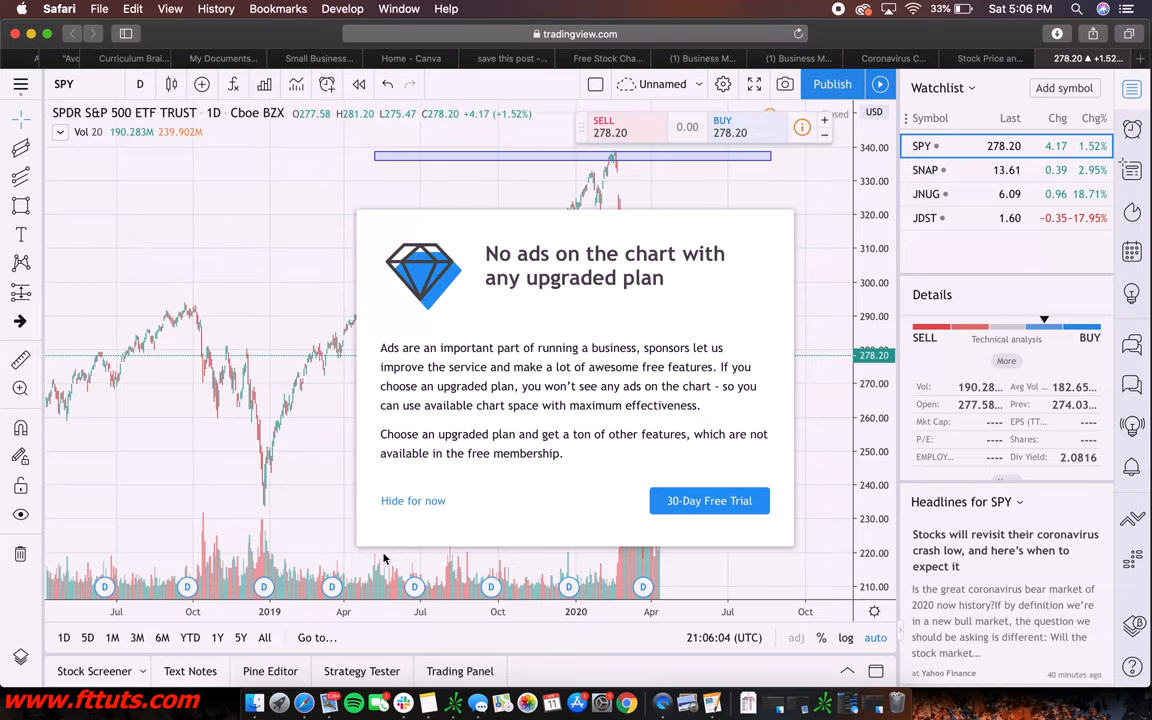 Safari File Edit View History Bookmarks Develop Window Help 33% Sat 5:06 PM
tradingview.com
A "Avo Curriculum Brai... My Documents... Small Business... Home - Canva save this post -... Free Stock Cha... (1) Business M... (1) Business M... Coronavirus - C... Stock Price an... 278.20 ▲ +1.52...
SPY D Unnamed Publish
Watchlist Add symbol
SPDR S&P 500 ETF TRUST · 1D · Cboe BZX O277.58 H281.20 L275.47 C278.20 +4.17 (+1.52%)
USD
Vol 20 190.283M 239.902M
SELL
278.20
0.00
BUY
278.20
Symbol Last Chg Chg%
SPY 278.20 4.17 1.52%
SNAP 13.61 0.39 2.95%
JNUG 6.09 0.96 18.71%
JDST 1.60 -0.35 -17.95%
340.00
330.00
320.00
310.00
300.00
290.00
278.20
270.00
260.00
250.00
240.00
230.00
220.00
210.00
No ads on the chart with
any upgraded plan
Ads are an important part of running a business, sponsors let us
improve the service and make a lot of awesome free features. If you
choose an upgraded plan, you won't see any ads on the chart - so you
can use available chart space with maximum effectiveness.
Choose an upgraded plan and get a ton of other features, which are not
available in the free membership.
Hide for now 30-Day Free Trial
Details
SELL Technical analysis BUY
More
Vol: 190.28... Avg Vol ... 182.65...
Open: 277.58... Prev: 274.03...
Mkt Cap: ---- EPS (TT... ----
P/E: ---- Shares: ----
EMPLOY... ---- Div Yield: 2.0816
Headlines for SPY
Stocks will revisit their coronavirus
crash low, and here's when to
expect it
Is the great coronavirus bear market of
2020 now history?If by definition we're
in a new bull market, the question we
should be asking is different: Will the
stock market...
at Yahoo Finance 40 minutes ago
D D D D D D D D
Jul Oct 2019 Apr Jul Oct 2020 Apr Jul Oct
1D 5D 1M 3M 6M YTD 1Y 5Y All Go to... 21:06:04 (UTC) adj % log auto
Stock Screener Text Notes Pine Editor Strategy Tester Trading Panel
www.fttuts.com